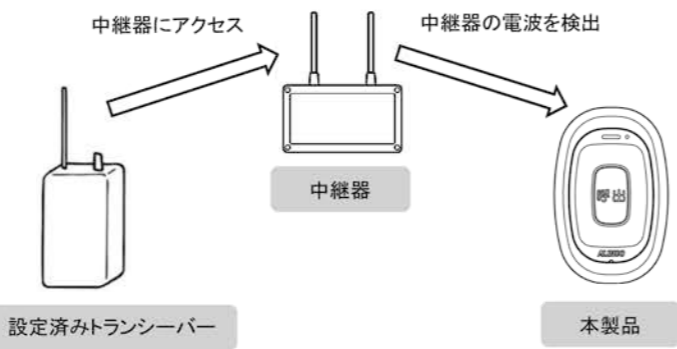 中継器にアクセス
中継器の電波を検出
中継器
呼出
ALINCO
設定済みトランシーバー
本製品